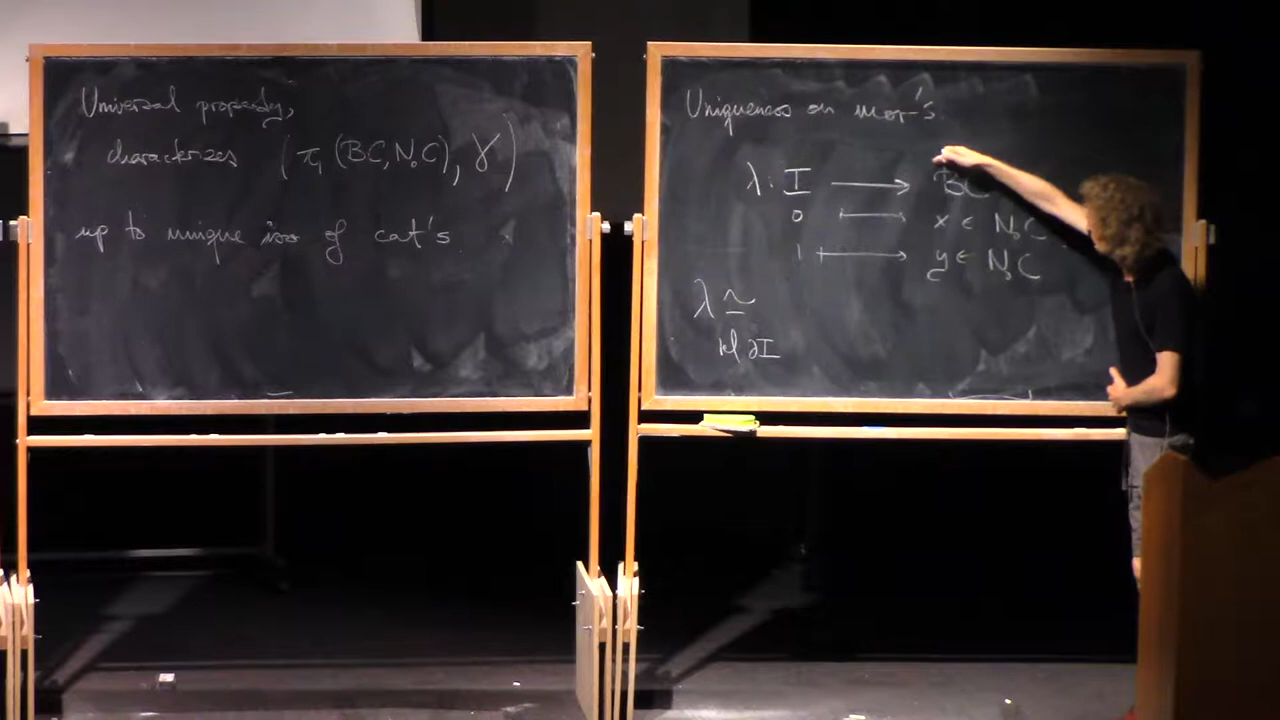 Universal property,
characterizes (π₁(BC, N₀C), γ)
up to unique iso of cat's.
Uniqueness on mor's.
λ: I ⟶ BC
0 ⟼ x ∈ N₀C
1 ⟼ y ∈ N₀C
λ ≃
rel ∂I